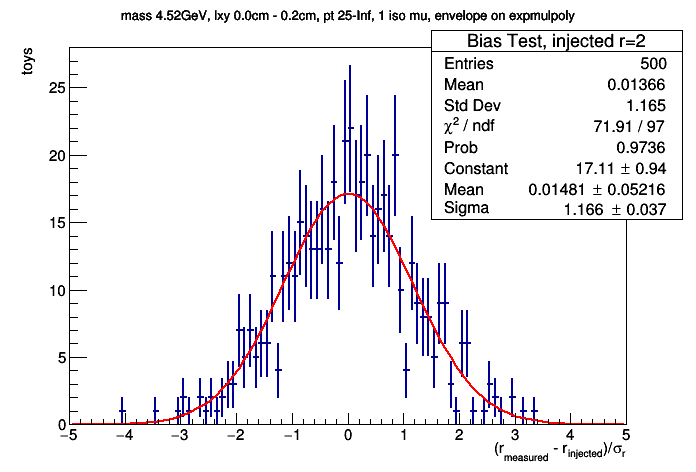 mass 4.52GeV, lxy 0.0cm - 0.2cm, pt 25-Inf, 1 iso mu, envelope on expmulpoly
toys
Bias Test, injected r=2
Entries 500
Mean 0.01366
Std Dev 1.165
χ² / ndf 71.91 / 97
Prob 0.9736
Constant 17.11 ± 0.94
Mean 0.01481 ± 0.05216
Sigma 1.166 ± 0.037
25
20
15
10
5
0
−5 −4 −3 −2 −1 0 1 2 3 4 5
(r_measured - r_injected)/σ_r